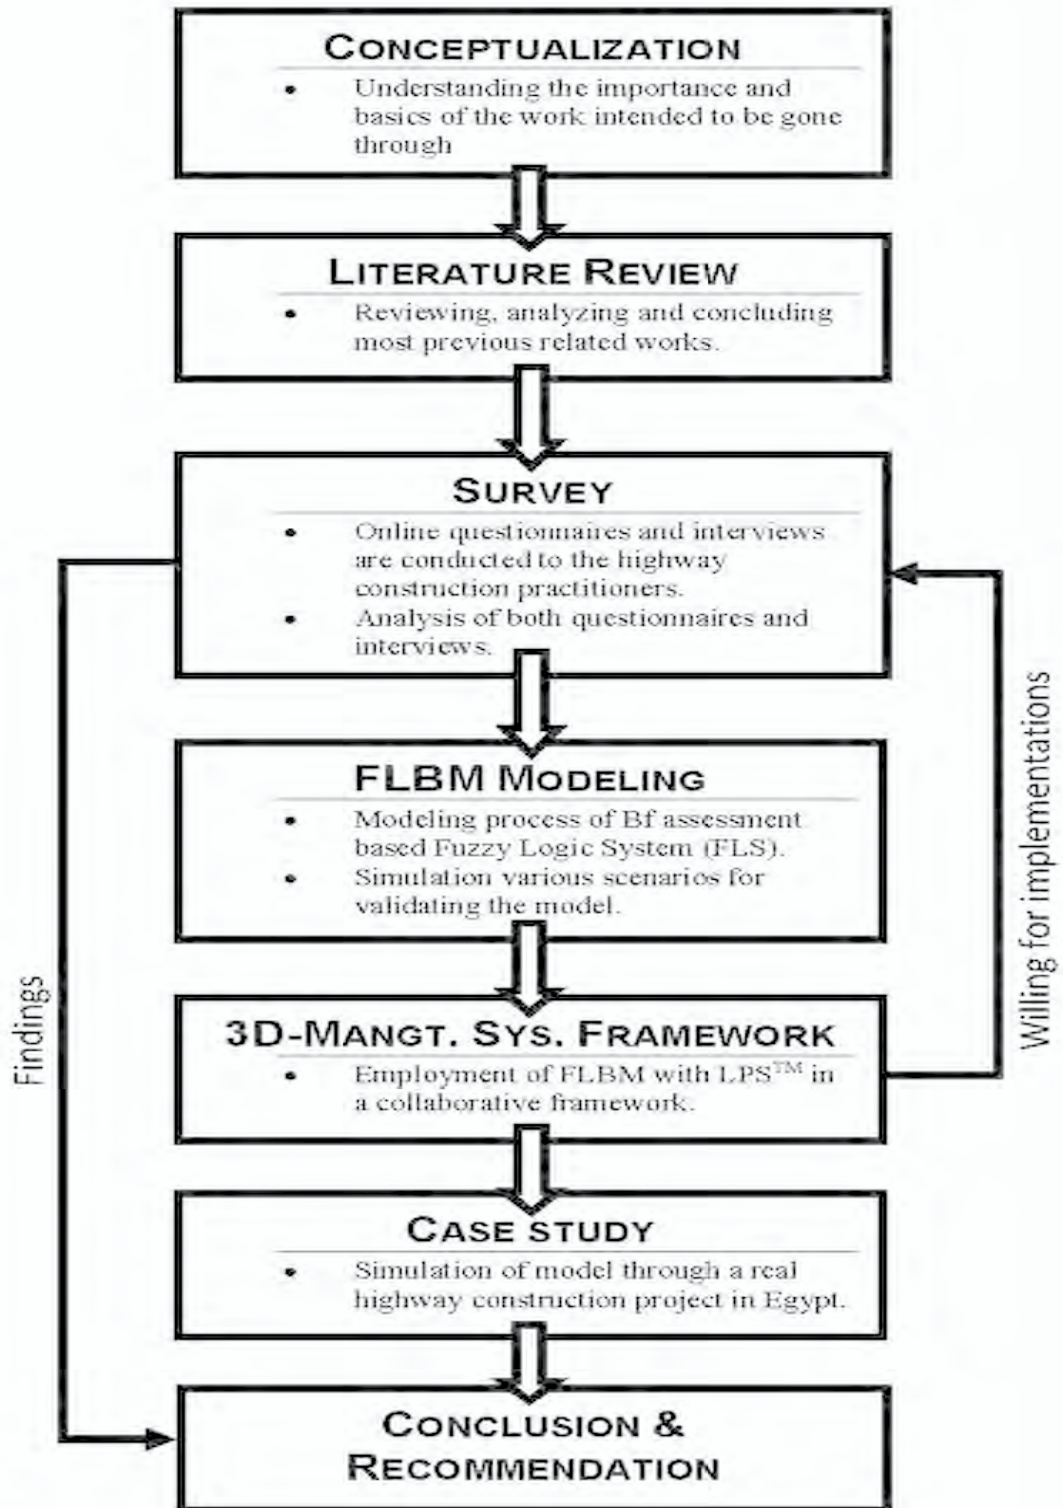 CONCEPTUALIZATION
• Understanding the importance and
basics of the work intended to be gone
through
LITERATURE REVIEW
• Reviewing, analyzing and concluding
most previous related works.
SURVEY
• Online questionnaires and interviews
are conducted to the highway
construction practitioners.
• Analysis of both questionnaires and
interviews.
FLBM MODELING
• Modeling process of Bf assessment
based Fuzzy Logic System (FLS).
• Simulation various scenarios for
validating the model.
3D-MANGT. SYS. FRAMEWORK
• Employment of FLBM with LPS™ in
a collaborative framework.
CASE STUDY
• Simulation of model through a real
highway construction project in Egypt.
CONCLUSION &
RECOMMENDATION
Findings
Willing for implementations